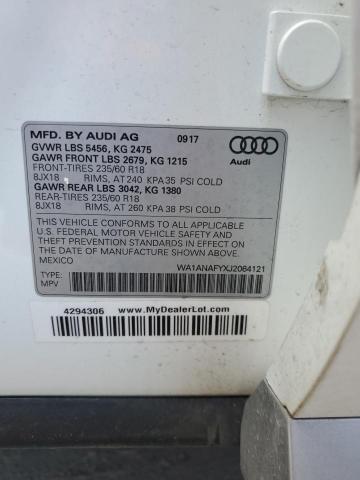 MFD. BY AUDI AG 09\17
GVWR LBS 5456, KG 2475
GAWR FRONT LBS 2679, KG 1215
FRONT-TIRES 235/60 R18
8JX18 RIMS, AT 240 KPA 35 PSI COLD
GAWR REAR LBS 3042, KG 1380
REAR-TIRES 235/60 R18
8JX18 RIMS, AT 260 KPA 38 PSI COLD
Audi
THIS VEHICLE CONFORMS TO ALL APPLICABLE
U.S. FEDERAL MOTOR VEHICLE SAFETY STANDARDS
IN EFFECT ON THE DATE OF MANUFACTURE SHOWN ABOVE.
MEXICO
TYPE: WA1ANAFYXJ2064121
MPV
4294306 www.MyDealerLot.com
MyDealerLot.com